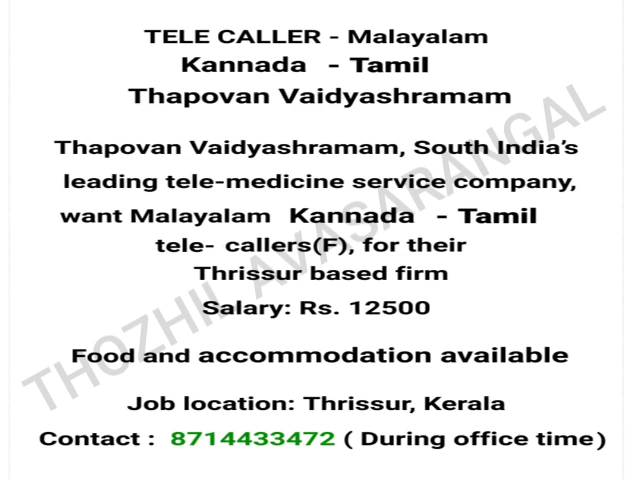 TELE CALLER - Malayalam
Kannada - Tamil
Thapovan Vaidyashramam
Thapovan Vaidyashramam, South India's
leading tele-medicine service company,
want Malayalam Kannada - Tamil
tele- callers(F), for their
Thrissur based firm
Salary: Rs. 12500
Food and accommodation available
Job location: Thrissur, Kerala
Contact : 8714433472 ( During office time)
THOZHIL AVASARANGAL